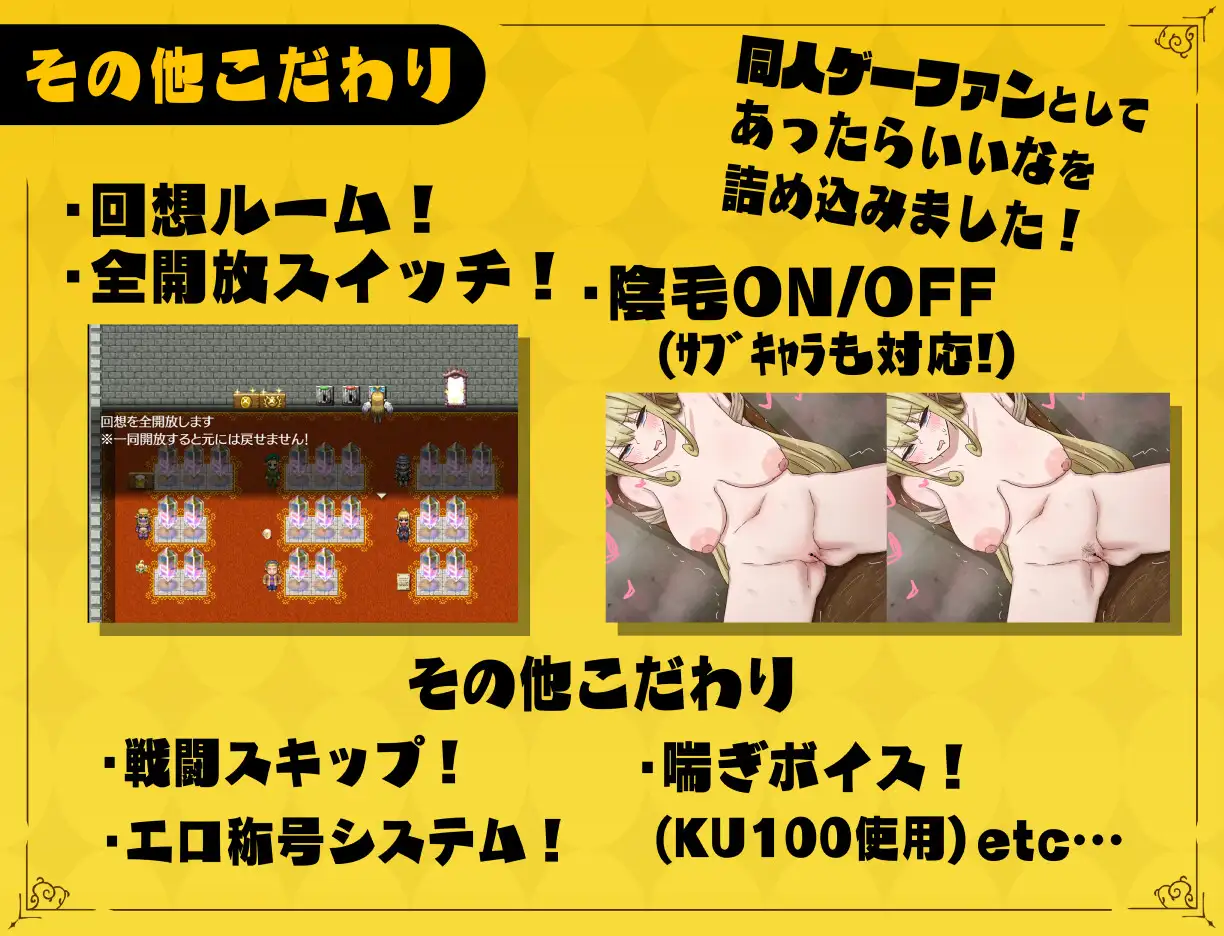 その他こだわり
同人ゲーファンとして
あったらいいなを
詰め込みました!
・回想ルーム!
・全開放スイッチ!
・陰毛ON/OFF
(ｻﾌﾞｷｬﾗも対応!)
回想を全開放します
※一同開放すると元には戻せません!
その他こだわり
・戦闘スキップ!
・喘ぎボイス!
・エロ称号システム!
(KU100使用)etc…